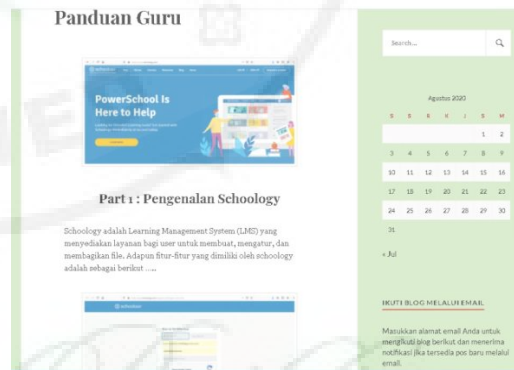 Panduan Guru
PowerSchool Is
Here to Help
Part 1 : Pengenalan Schoology
Schoology adalah Learning Management System (LMS) yang
menyediakan layanan bagi user untuk membuat, mengatur, dan
membagikan file. Adapun fitur-fitur yang dimiliki oleh schoology
adalah sebagai berikut .....
Search...
Agustus 2020
S S R K J S M
1 2
3 4 5 6 7 8 9
10 11 12 13 14 15 16
17 18 19 20 21 22 23
24 25 26 27 28 29 30
31
« Jul
IKUTI BLOG MELALUI EMAIL
Masukkan alamat email Anda untuk
mengikuti blog berikut dan menerima
notifikasi jika tersedia pos baru melalui
email.